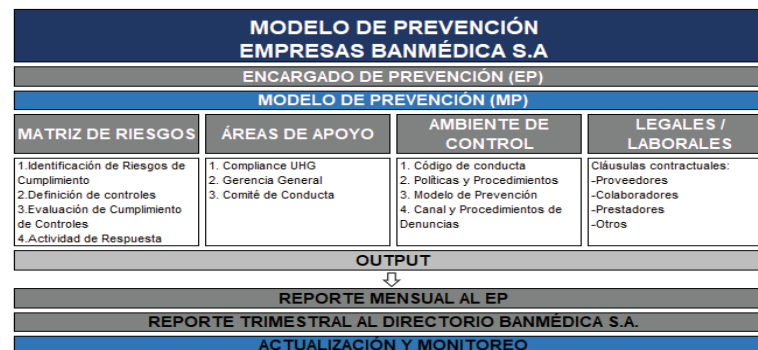 MODELO DE PREVENCIÓN
EMPRESAS BANMÉDICA S.A
ENCARGADO DE PREVENCIÓN (EP)
MODELO DE PREVENCIÓN (MP)
MATRIZ DE RIESGOS
1.Identificación de Riesgos de
Cumplimiento
2.Definición de controles
3.Evaluación de Cumplimiento
de Controles
4.Actividad de Respuesta
ÁREAS DE APOYO
1. Compliance UHG
2. Gerencia General
3. Comité de Conducta
AMBIENTE DE
CONTROL
1. Código de conducta
2. Políticas y Procedimientos
3. Modelo de Prevención
4. Canal y Procedimientos de
Denuncias
LEGALES /
LABORALES
Cláusulas contractuales:
-Proveedores
-Colaboradores
-Prestadores
-Otros
OUTPUT
REPORTE MENSUAL AL EP
REPORTE TRIMESTRAL AL DIRECTORIO BANMÉDICA S.A.
ACTUALIZACIÓN Y MONITOREO